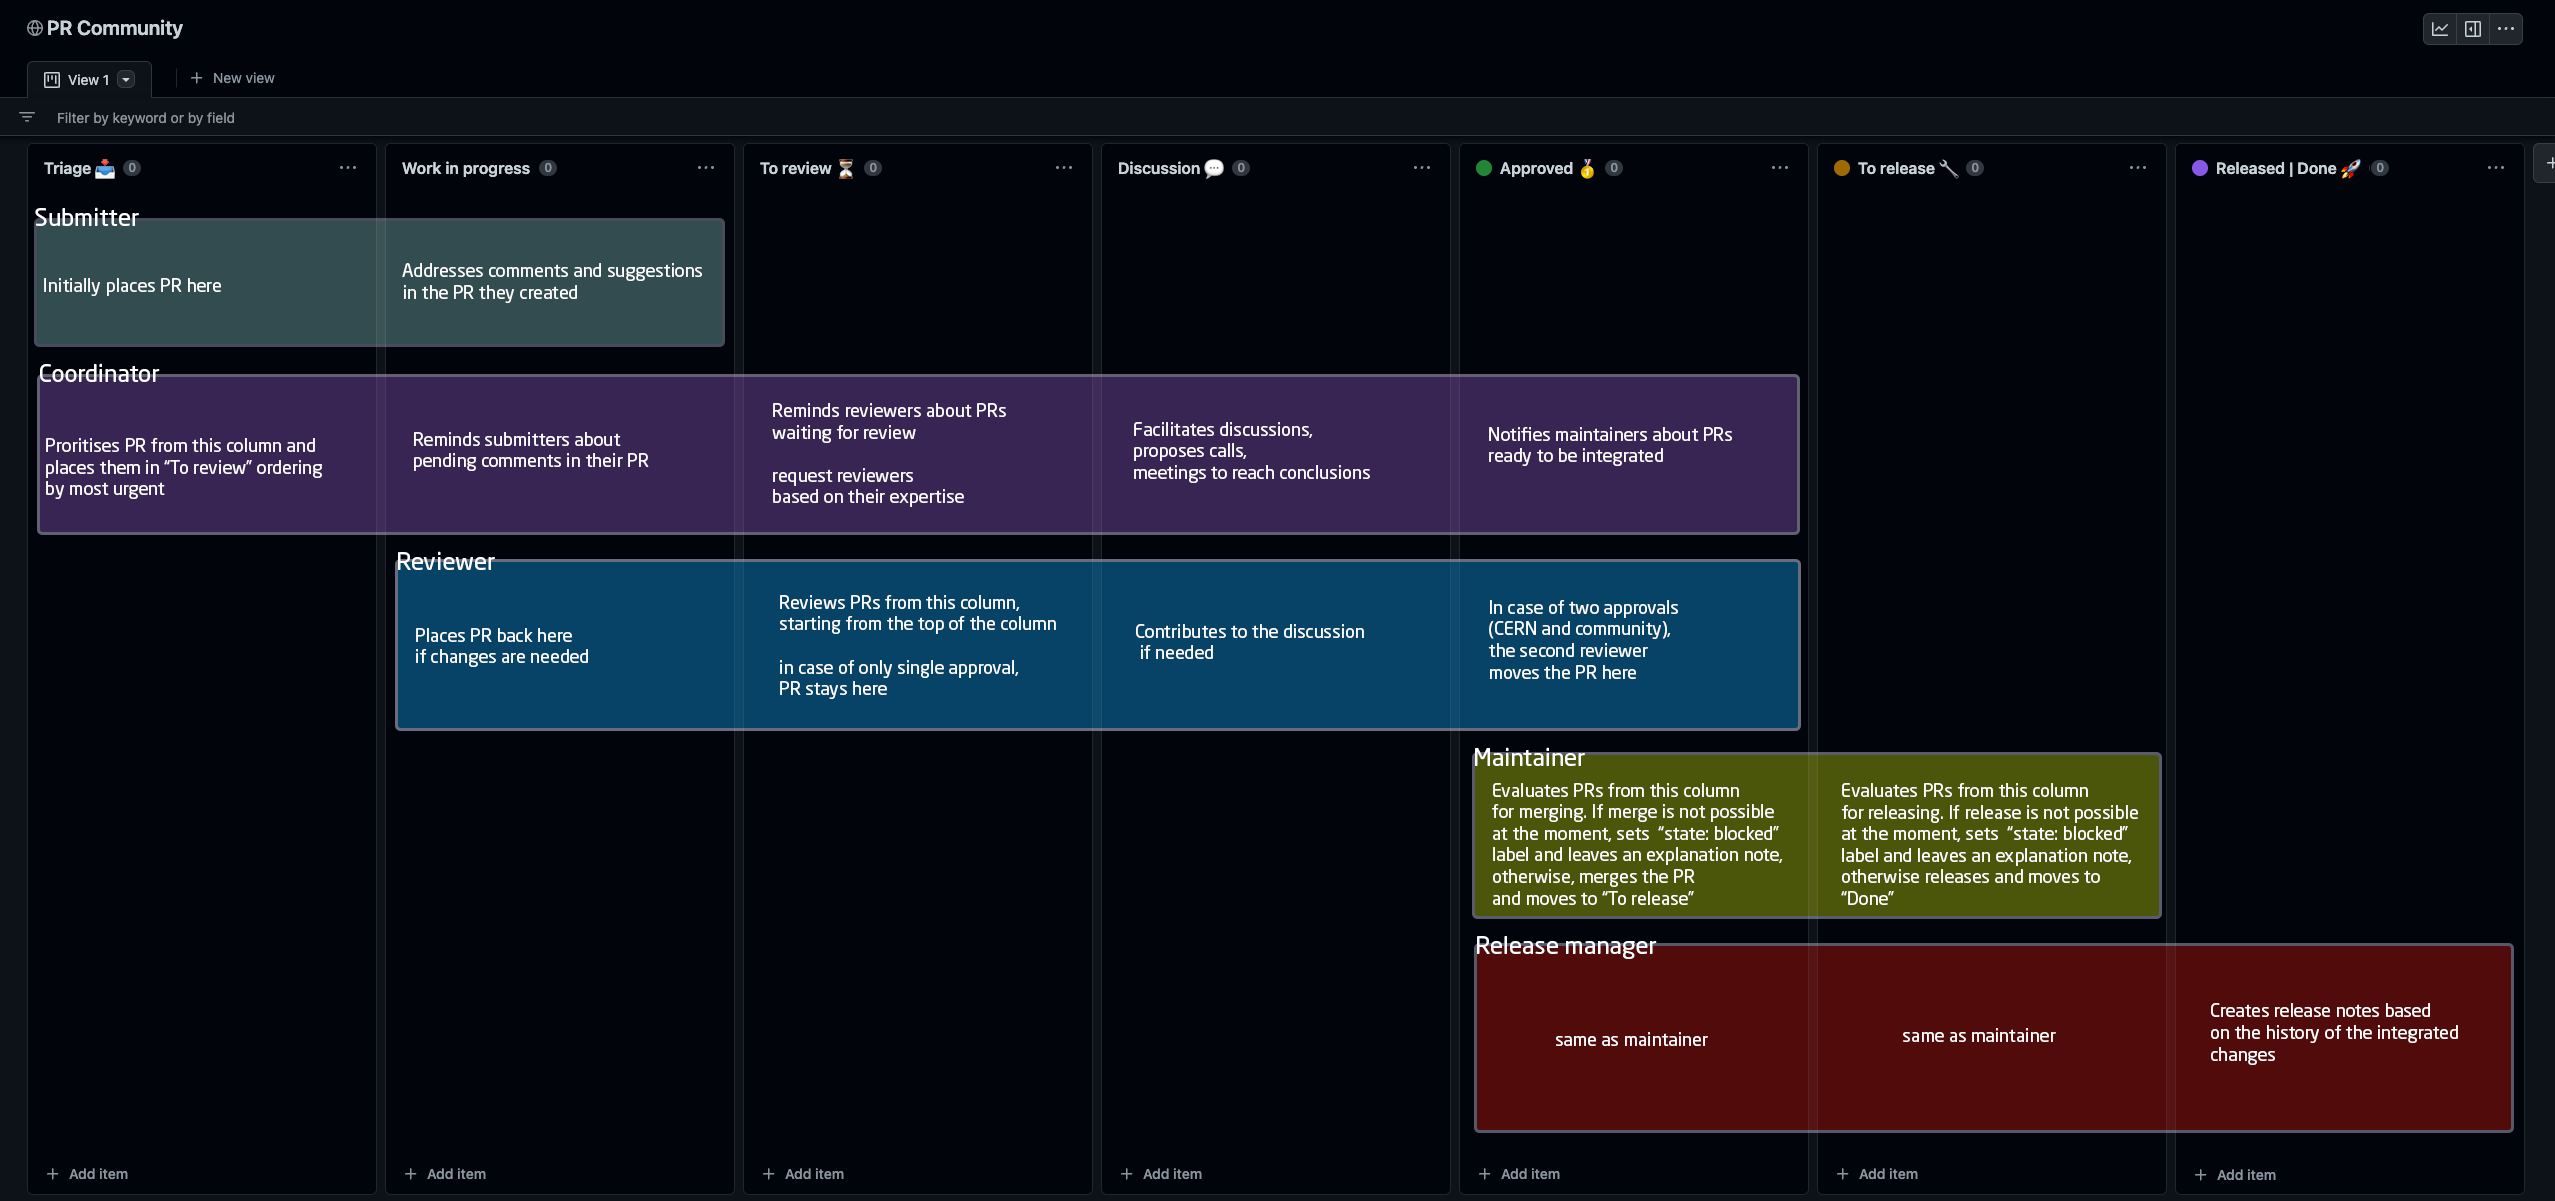 PR Community
View 1
New view
Filter by keyword or by field
Triage 0
Work in progress 0
To review 0
Discussion 0
Approved 0
To release 0
Released | Done 0
Submitter
Initially places PR here
Addresses comments and suggestions
in the PR they created
Coordinator
Proritises PR from this column and
places them in “To review” ordering
by most urgent
Reminds submitters about
pending comments in their PR
Reminds reviewers about PRs
waiting for review
request reviewers
based on their expertise
Facilitates discussions,
proposes calls,
meetings to reach conclusions
Notifies maintainers about PRs
ready to be integrated
Reviewer
Places PR back here
if changes are needed
Reviews PRs from this column,
starting from the top of the column
in case of only single approval,
PR stays here
Contributes to the discussion
if needed
In case of two approvals
(CERN and community),
the second reviewer
moves the PR here
Maintainer
Evaluates PRs from this column
for merging. If merge is not possible
at the moment, sets “state: blocked”
label and leaves an explanation note,
otherwise, merges the PR
and moves to “To release”
Evaluates PRs from this column
for releasing. If release is not possible
at the moment, sets “state: blocked”
label and leaves an explanation note,
otherwise releases and moves to
“Done”
Release manager
same as maintainer
same as maintainer
Creates release notes based
on the history of the integrated
changes
Add item
Add item
Add item
Add item
Add item
Add item
Add item